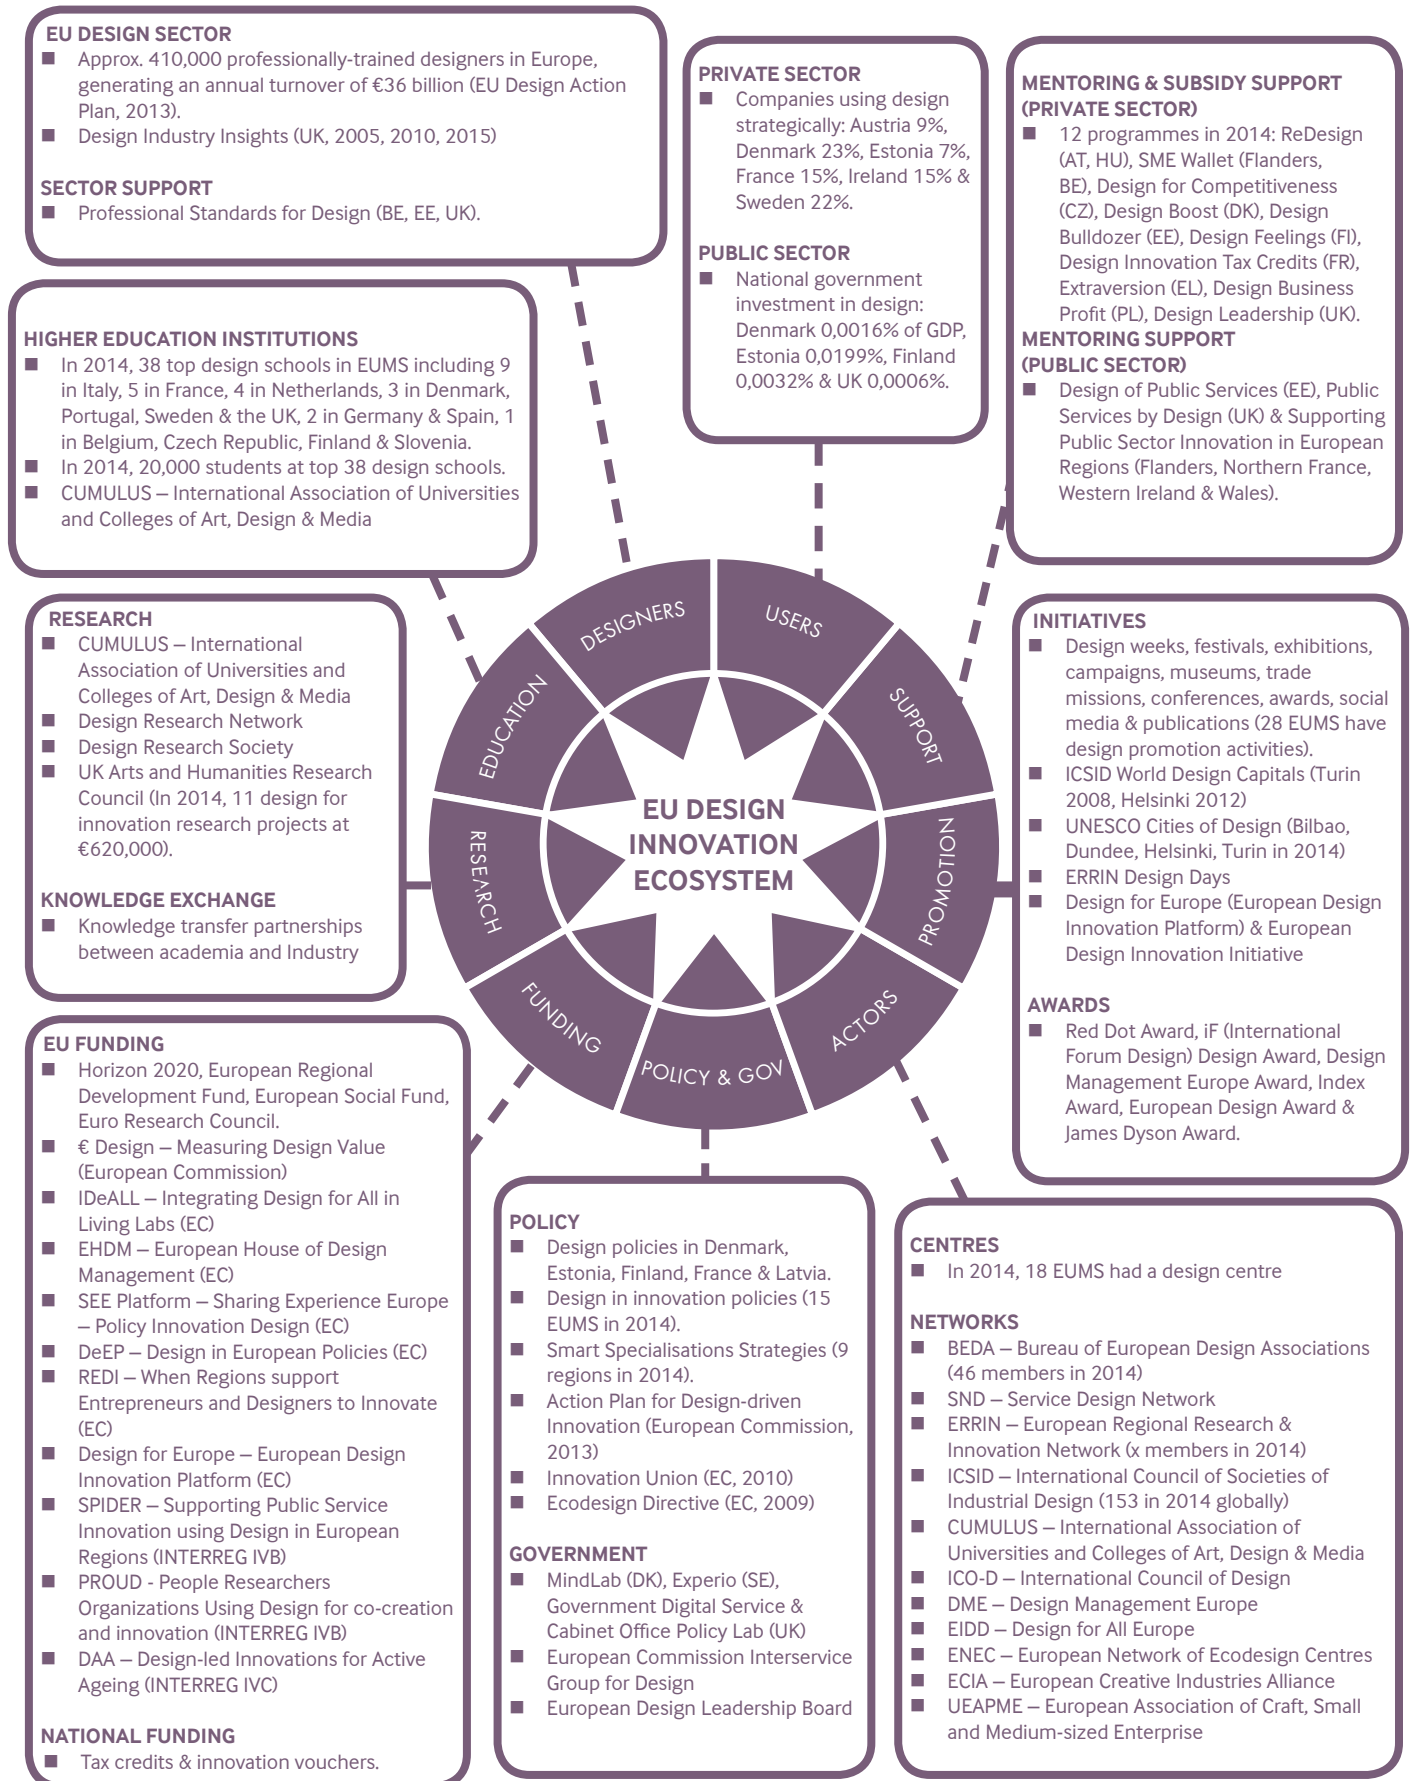 EU DESIGN SECTOR
■ Approx. 410,000 professionally-trained designers in Europe,
generating an annual turnover of €36 billion (EU Design Action
Plan, 2013).
■ Design Industry Insights (UK, 2005, 2010, 2015)
SECTOR SUPPORT
■ Professional Standards for Design (BE, EE, UK).
PRIVATE SECTOR
■ Companies using design
strategically: Austria 9%,
Denmark 23%, Estonia 7%,
France 15%, Ireland 15% &
Sweden 22%.
PUBLIC SECTOR
■ National government
investment in design:
Denmark 0,0016% of GDP,
Estonia 0,0199%, Finland
0,0032% & UK 0,0006%.
MENTORING & SUBSIDY SUPPORT
(PRIVATE SECTOR)
■ 12 programmes in 2014: ReDesign
(AT, HU), SME Wallet (Flanders,
BE), Design for Competitiveness
(CZ), Design Boost (DK), Design
Bulldozer (EE), Design Feelings (FI),
Design Innovation Tax Credits (FR),
Extraversion (EL), Design Business
Profit (PL), Design Leadership (UK).
MENTORING SUPPORT
(PUBLIC SECTOR)
■ Design of Public Services (EE), Public
Services by Design (UK) & Supporting
Public Sector Innovation in European
Regions (Flanders, Northern France,
Western Ireland & Wales).
HIGHER EDUCATION INSTITUTIONS
■ In 2014, 38 top design schools in EUMS including 9
in Italy, 5 in France, 4 in Netherlands, 3 in Denmark,
Portugal, Sweden & the UK, 2 in Germany & Spain, 1
in Belgium, Czech Republic, Finland & Slovenia.
■ In 2014, 20,000 students at top 38 design schools.
■ CUMULUS – International Association of Universities
and Colleges of Art, Design & Media
RESEARCH
■ CUMULUS – International
Association of Universities and
Colleges of Art, Design & Media
■ Design Research Network
■ Design Research Society
■ UK Arts and Humanities Research
Council (In 2014, 11 design for
innovation research projects at
€620,000).
KNOWLEDGE EXCHANGE
■ Knowledge transfer partnerships
between academia and Industry
DESIGNERS
USERS
SUPPORT
PROMOTION
ACTORS
POLICY & GOV
FUNDING
RESEARCH
EDUCATION
EU DESIGN
INNOVATION
ECOSYSTEM
INITIATIVES
■ Design weeks, festivals, exhibitions,
campaigns, museums, trade
missions, conferences, awards, social
media & publications (28 EUMS have
design promotion activities).
■ ICSID World Design Capitals (Turin
2008, Helsinki 2012)
■ UNESCO Cities of Design (Bilbao,
Dundee, Helsinki, Turin in 2014)
■ ERRIN Design Days
■ Design for Europe (European Design
Innovation Platform) & European
Design Innovation Initiative
AWARDS
■ Red Dot Award, iF (International
Forum Design) Design Award, Design
Management Europe Award, Index
Award, European Design Award &
James Dyson Award.
EU FUNDING
■ Horizon 2020, European Regional
Development Fund, European Social Fund,
Euro Research Council.
■ € Design – Measuring Design Value
(European Commission)
■ IDeALL – Integrating Design for All in
Living Labs (EC)
■ EHDM – European House of Design
Management (EC)
■ SEE Platform – Sharing Experience Europe
– Policy Innovation Design (EC)
■ DeEP – Design in European Policies (EC)
■ REDI – When Regions support
Entrepreneurs and Designers to Innovate
(EC)
■ Design for Europe – European Design
Innovation Platform (EC)
■ SPIDER – Supporting Public Service
Innovation using Design in European
Regions (INTERREG IVB)
■ PROUD - People Researchers
Organizations Using Design for co-creation
and innovation (INTERREG IVB)
■ DAA – Design-led Innovations for Active
Ageing (INTERREG IVC)
NATIONAL FUNDING
■ Tax credits & innovation vouchers.
POLICY
■ Design policies in Denmark,
Estonia, Finland, France & Latvia.
■ Design in innovation policies (15
EUMS in 2014).
■ Smart Specialisations Strategies (9
regions in 2014).
■ Action Plan for Design-driven
Innovation (European Commission,
2013)
■ Innovation Union (EC, 2010)
■ Ecodesign Directive (EC, 2009)
GOVERNMENT
■ MindLab (DK), Experio (SE),
Government Digital Service &
Cabinet Office Policy Lab (UK)
■ European Commission Interservice
Group for Design
■ European Design Leadership Board
CENTRES
■ In 2014, 18 EUMS had a design centre
NETWORKS
■ BEDA – Bureau of European Design Associations
(46 members in 2014)
■ SND – Service Design Network
■ ERRIN – European Regional Research &
Innovation Network (x members in 2014)
■ ICSID – International Council of Societies of
Industrial Design (153 in 2014 globally)
■ CUMULUS – International Association of
Universities and Colleges of Art, Design & Media
■ ICO-D – International Council of Design
■ DME – Design Management Europe
■ EIDD – Design for All Europe
■ ENEC – European Network of Ecodesign Centres
■ ECIA – European Creative Industries Alliance
■ UEAPME – European Association of Craft, Small
and Medium-sized Enterprise